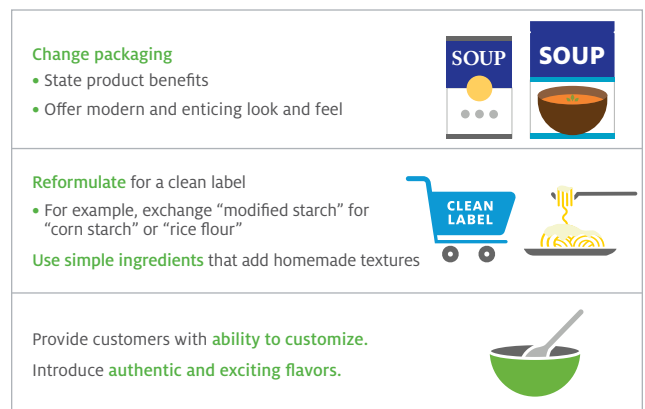 Change packaging
• State product benefits
• Offer modern and enticing look and feel
SOUP
SOUP
Reformulate for a clean label
• For example, exchange “modified starch” for
“corn starch” or “rice flour”
Use simple ingredients that add homemade textures
CLEAN
LABEL
Provide customers with ability to customize.
Introduce authentic and exciting flavors.